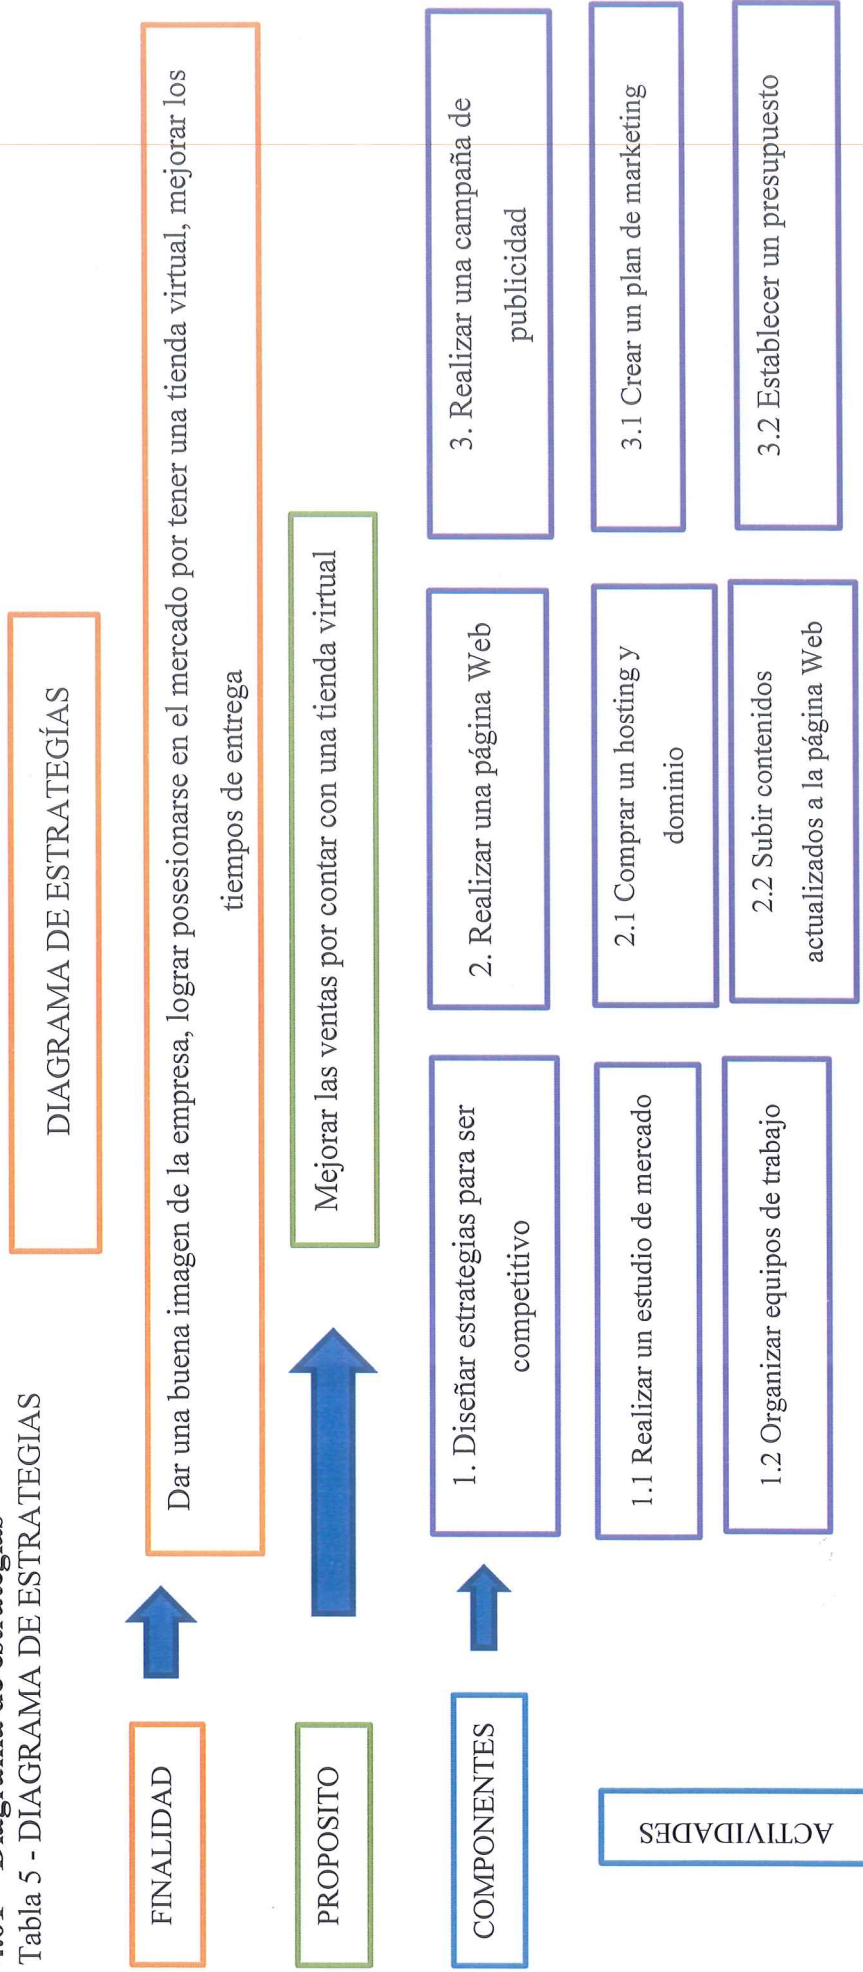 Diagrama de estrategias
Tabla 5 - DIAGRAMA DE ESTRATEGIAS
DIAGRAMA DE ESTRATEGÍAS
FINALIDAD
Dar una buena imagen de la empresa, lograr posesionarse en el mercado por tener una tienda virtual, mejorar los
tiempos de entrega
PROPOSITO
Mejorar las ventas por contar con una tienda virtual
COMPONENTES
1. Diseñar estrategias para ser
competitivo
2. Realizar una página Web
3. Realizar una campaña de
publicidad
ACTIVIDADES
1.1 Realizar un estudio de mercado
2.1 Comprar un hosting y
dominio
3.1 Crear un plan de marketing
1.2 Organizar equipos de trabajo
2.2 Subir contenidos
actualizados a la página Web
3.2 Establecer un presupuesto